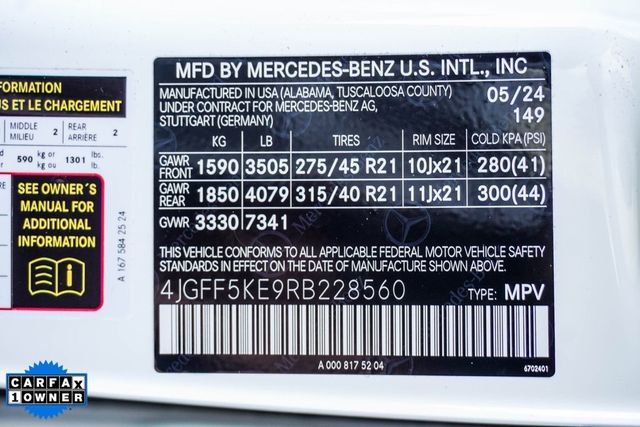 FORMATION
US ET LE CHARGEMENT
MIDDLE
MILIEU 2
REAR
ARRIÈRE 2
590 kg or
kg ou 1301 lbs.
lb.
SEE OWNER'S
MANUAL FOR
ADDITIONAL
INFORMATION
A 167 584 25 24
MFD BY MERCEDES-BENZ U.S. INTL., INC
MANUFACTURED IN USA (ALABAMA, TUSCALOOSA COUNTY) 05/24
UNDER CONTRACT FOR MERCEDES-BENZ AG, 149
STUTTGART (GERMANY)
KG LB TIRES RIM SIZES COLD KPA (PSI)
GAWR
FRONT 1590 3505 275/45 R21 10Jx21 280(41)
GAWR
REAR 1850 4079 315/40 R21 11Jx21 300(44)
GVWR 3330 7341
THIS VEHICLE CONFORMS TO ALL APPLICABLE FEDERAL MOTOR VEHICLE SAFETY
STANDARDS IN EFFECT ON THE DATE OF MANUFACTURE SHOWN ABOVE.
4JGFF5KE9RB228560 TYPE: MPV
A 000 817 52 04
6702401
CARFAX
1 OWNER